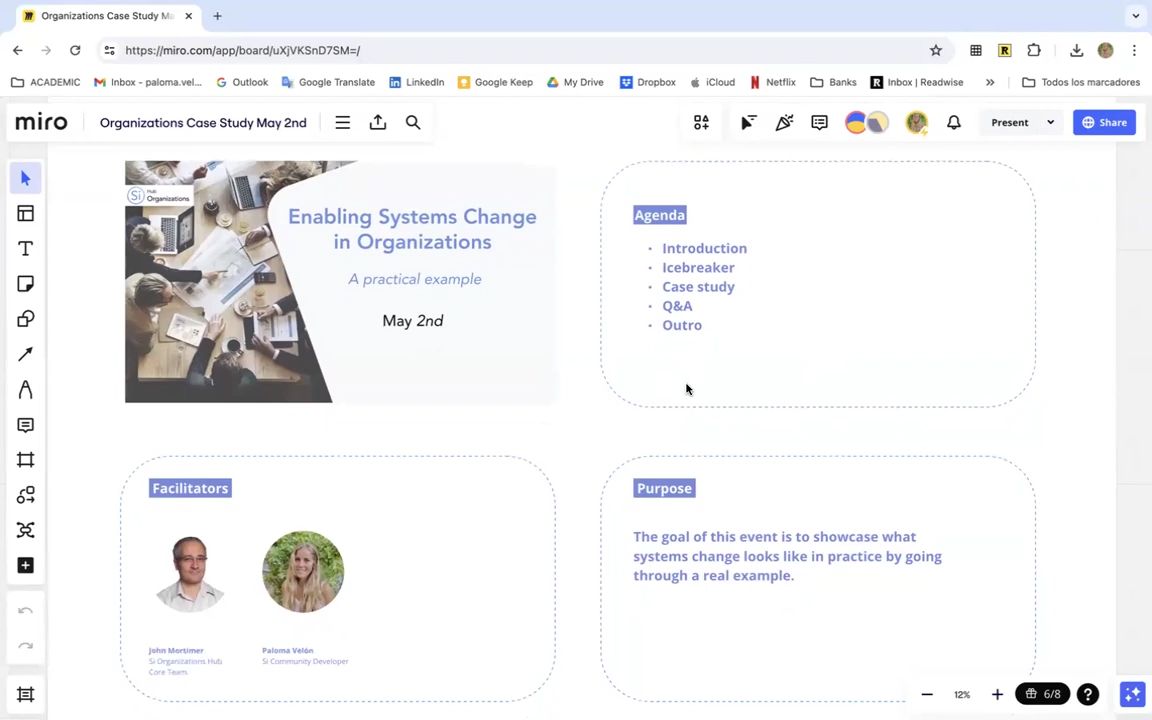 Organizations Case Study Ma
https://miro.com/app/board/uXjVKSnD7SM=/
ACADEMIC
Inbox - paloma.vel...
Outlook
Google Translate
LinkedIn
Google Keep
My Drive
Dropbox
iCloud
Netflix
Banks
Inbox | Readwise
Todos los marcadores
miro
Organizations Case Study May 2nd
Present
Share
Si
Hub
Organizations
Enabling Systems Change
in Organizations
A practical example
May 2nd
Agenda
• Introduction
• Icebreaker
• Case study
• Q&A
• Outro
Facilitators
John Mortimer
Si Organizations Hub
Core Team.
Paloma Velón
Si Community Developer
Purpose
The goal of this event is to showcase what
systems change looks like in practice by going
through a real example.
12%
6/8